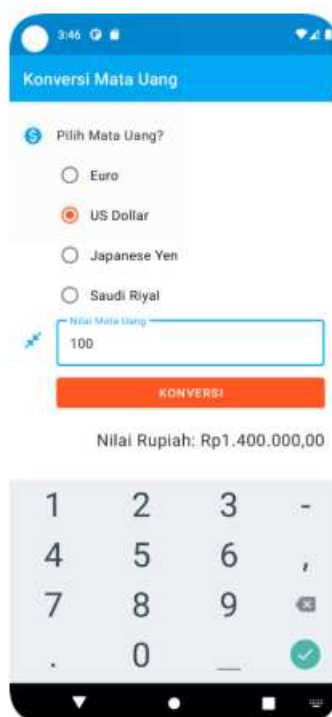 3:46
Konversi Mata Uang
Pilih Mata Uang?
Euro
US Dollar
Japanese Yen
Saudi Riyal
Nilai Mata Uang
100
KONVERSI
Nilai Rupiah: Rp1.400.000,00
1 2 3 -
4 5 6 ,
7 8 9
. 0 _